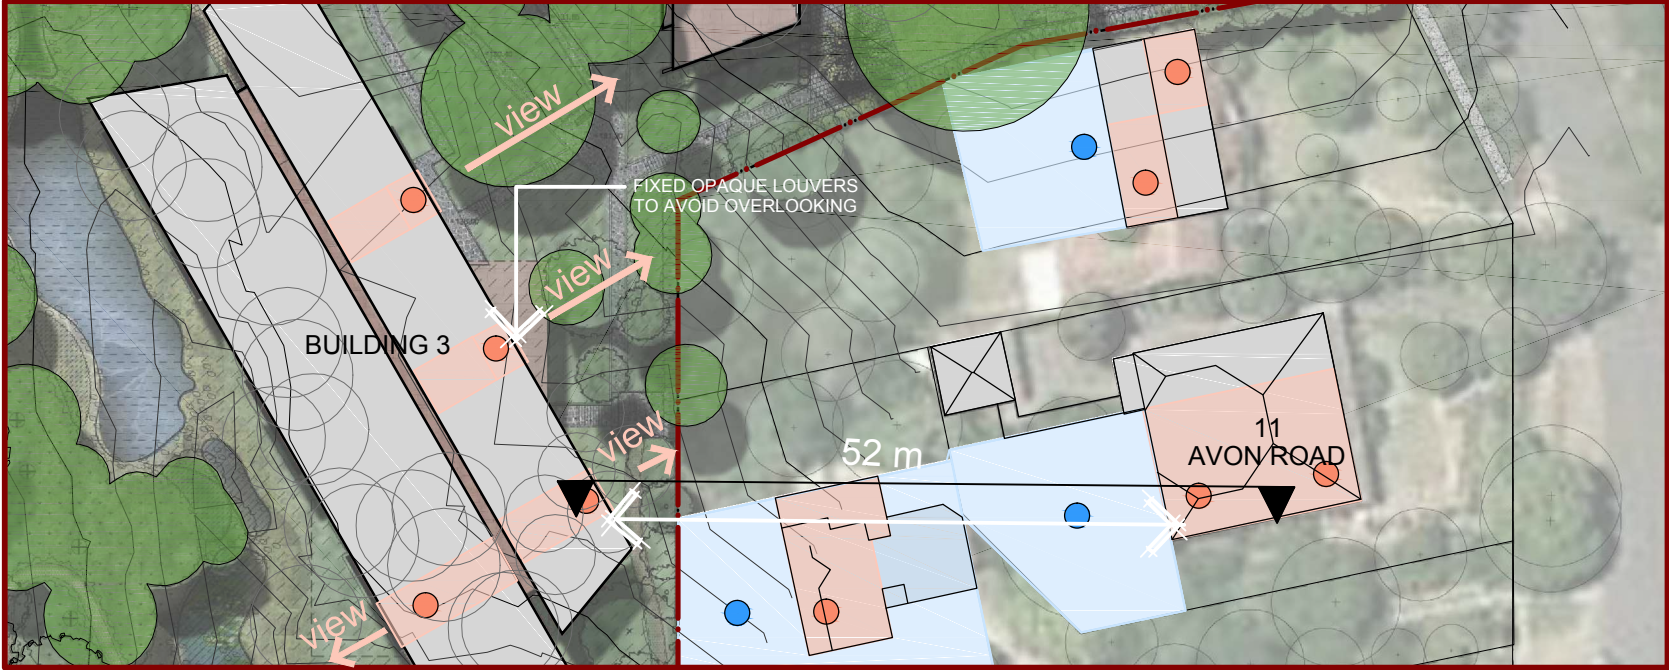 view
FIXED OPAQUE LOUVERS
TO AVOID OVERLOOKING
view
BUILDING 3
view
52 m
11
AVON ROAD
view